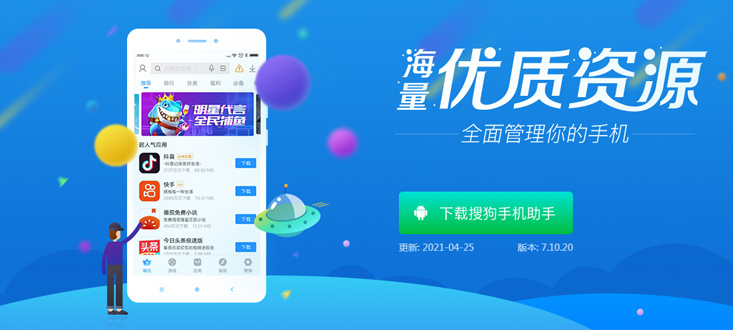 海量
优质资源
全面管理你的手机
下载搜狗手机助手
更新: 2021-04-25
版本: 7.10.20
推荐 排行 分类 福利 必备
明星代言
全民捕鱼
超人气应用
抖音
下载
快手
下载
番茄免费小说
下载
今日头条极速版
头条
下载
游戏
应用